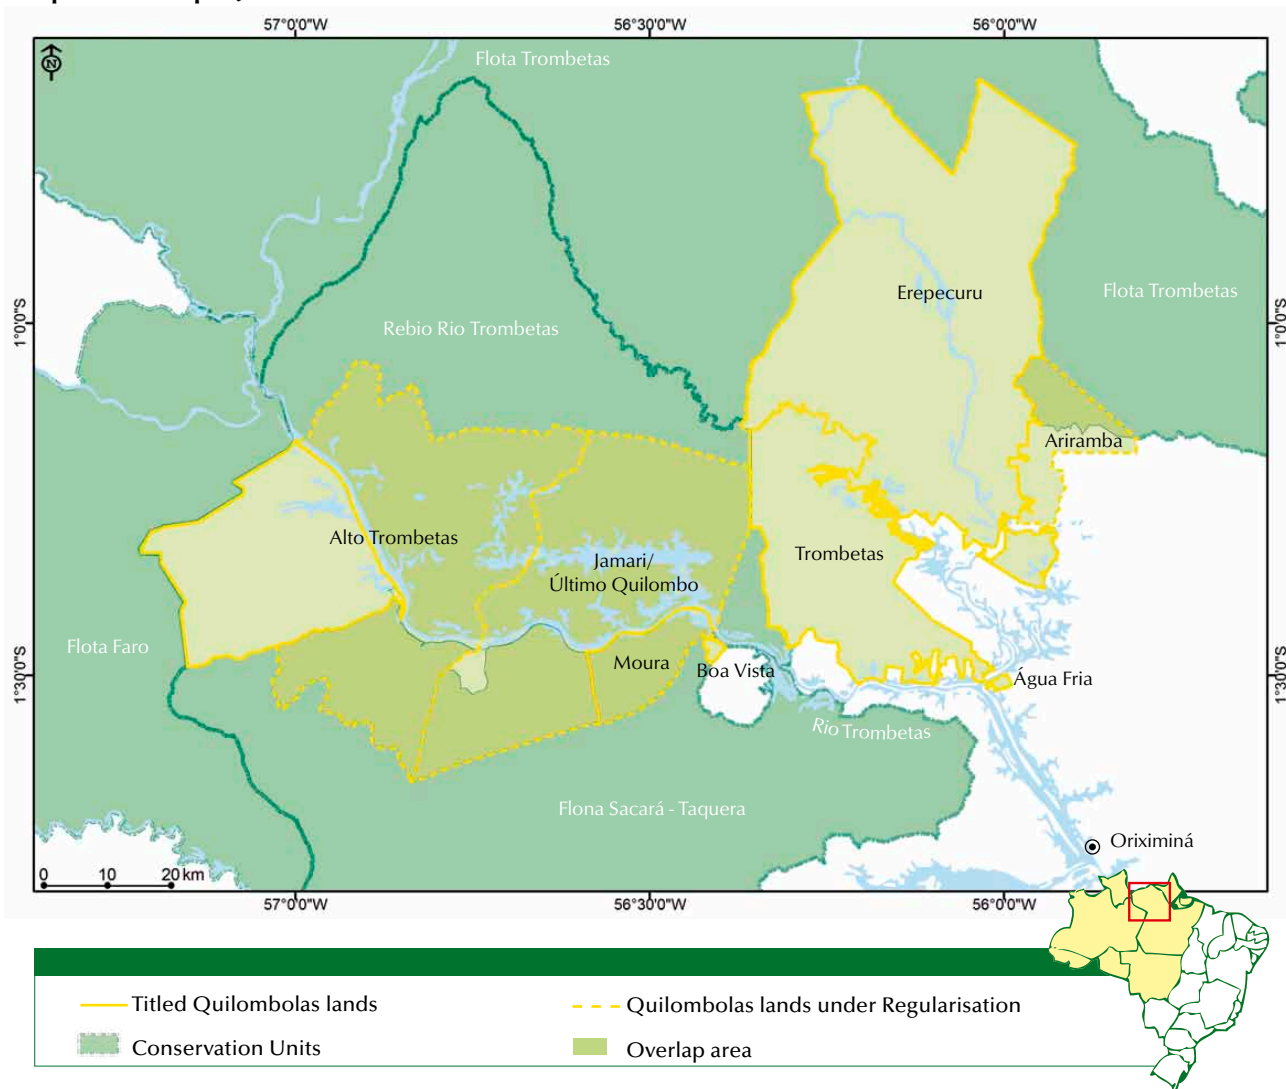 57°0'0"W
56°30'0"W
56°0'0"W
N
Flota Trombetas
Erepecuru
Flota Trombetas
Rebio Rio Trombetas
1°0'0"S
1°0'0"S
Ariramba
Alto Trombetas
Trombetas
Jamari/
Último Quilombo
Flota Faro
Moura
Boa Vista
Água Fria
1°30'0"S
1°30'0"S
Rio Trombetas
Flona Sacará - Taquera
Oriximiná
0 10 20 km
57°0'0"W
56°30'0"W
56°0'0"W
Titled Quilombolas lands
Quilombolas lands under Regularisation
Conservation Units
Overlap area